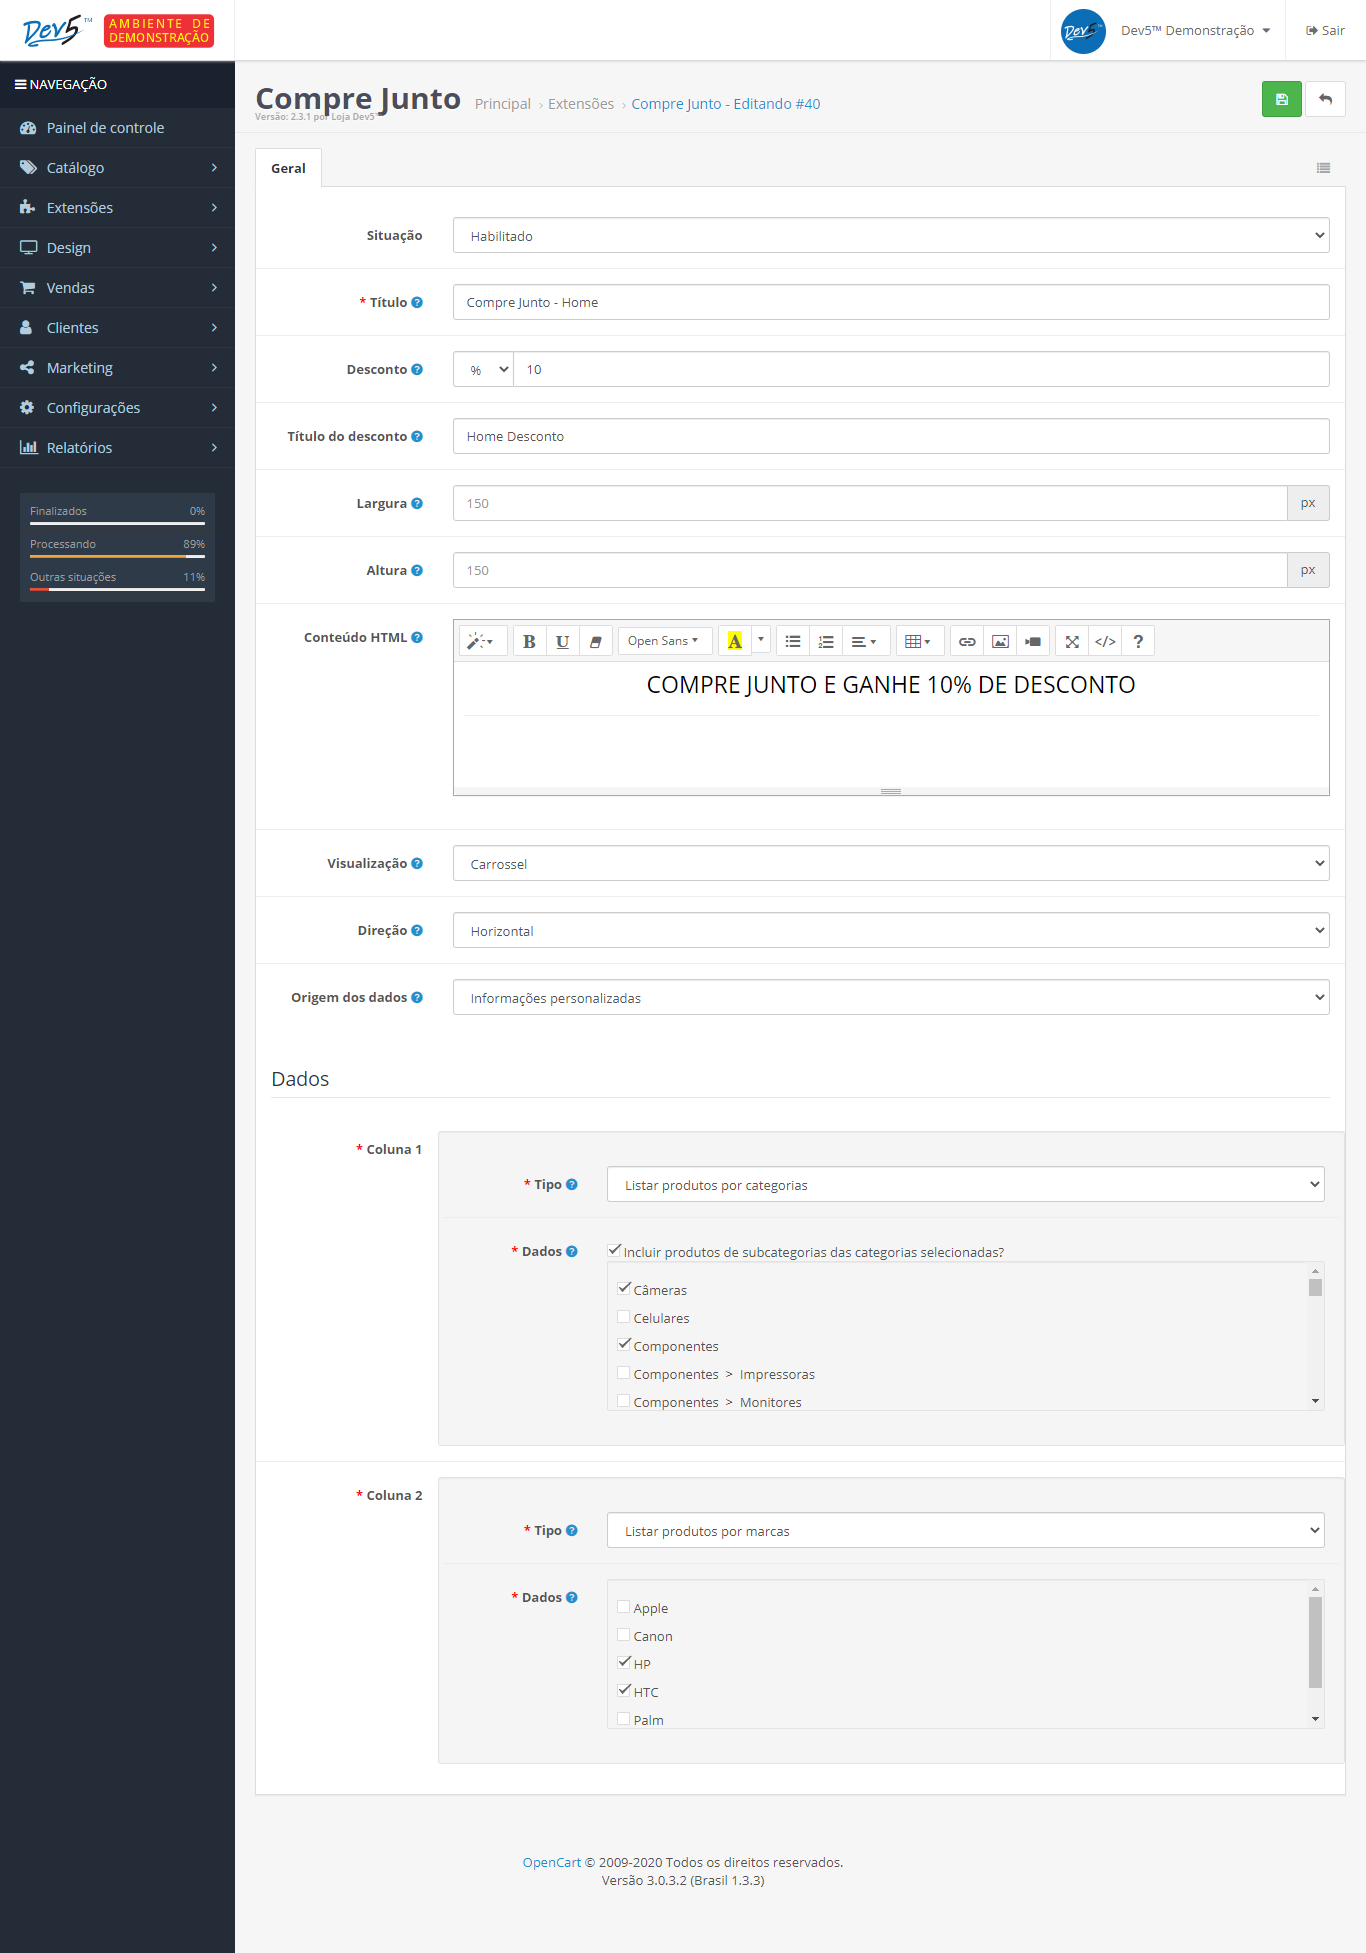 Dev5™
AMBIENTE DE
DEMONSTRAÇÃO
Dev5™
Dev5™ Demonstração
Sair
NAVEGAÇÃO
Painel de controle
Catálogo
Extensões
Design
Vendas
Clientes
Marketing
Configurações
Relatórios
Finalizados 0%
Processando 89%
Outras situações 11%
Compre Junto
Principal › Extensões › Compre Junto - Editando #40
Versão: 2.3.1 por Loja Dev5™
Geral
Situação Habilitado
* Título Compre Junto - Home
Desconto % 10
Título do desconto Home Desconto
Largura 150 px
Altura 150 px
Conteúdo HTML
B U Open Sans A </> ?
COMPRE JUNTO E GANHE 10% DE DESCONTO
Visualização Carrossel
Direção Horizontal
Origem dos dados Informações personalizadas
Dados
* Coluna 1
* Tipo Listar produtos por categorias
* Dados Incluir produtos de subcategorias das categorias selecionadas?
Câmeras
Celulares
Componentes
Componentes > Impressoras
Componentes > Monitores
* Coluna 2
* Tipo Listar produtos por marcas
* Dados
Apple
Canon
HP
HTC
Palm
OpenCart © 2009-2020 Todos os direitos reservados.
Versão 3.0.3.2 (Brasil 1.3.3)